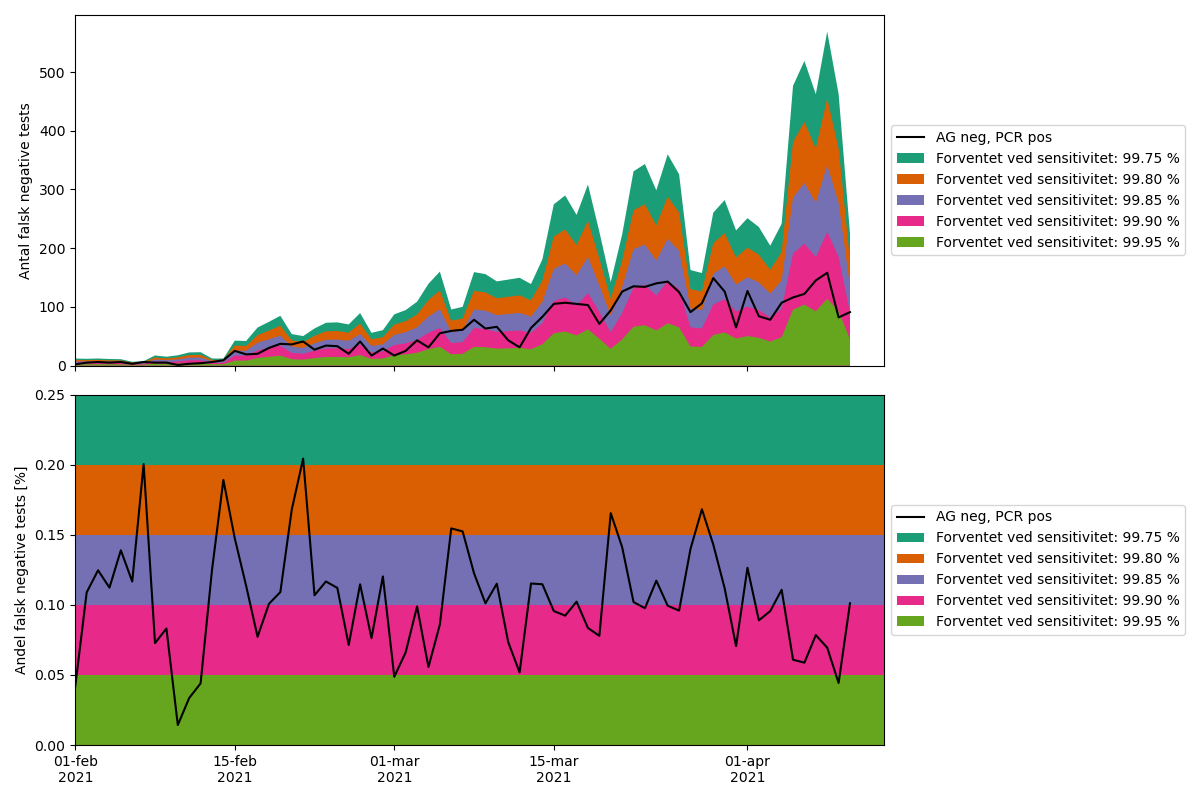 Antal falsk negative tests
500
400
300
200
100
0
AG neg, PCR pos
Forventet ved sensitivitet: 99.75 %
Forventet ved sensitivitet: 99.80 %
Forventet ved sensitivitet: 99.85 %
Forventet ved sensitivitet: 99.90 %
Forventet ved sensitivitet: 99.95 %
Andel falsk negative tests [%]
0.25
0.20
0.15
0.10
0.05
0.00
AG neg, PCR pos
Forventet ved sensitivitet: 99.75 %
Forventet ved sensitivitet: 99.80 %
Forventet ved sensitivitet: 99.85 %
Forventet ved sensitivitet: 99.90 %
Forventet ved sensitivitet: 99.95 %
01-feb
2021
15-feb
2021
01-mar
2021
15-mar
2021
01-apr
2021